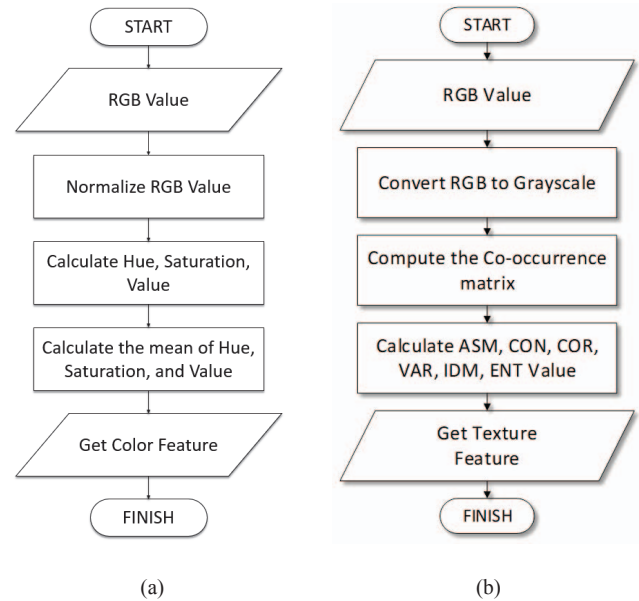 START
RGB Value
Normalize RGB Value
Calculate Hue, Saturation,
Value
Calculate the mean of Hue,
Saturation, and Value
Get Color Feature
FINISH
(a)
START
RGB Value
Convert RGB to Grayscale
Compute the Co-occurrence
matrix
Calculate ASM, CON, COR,
VAR, IDM, ENT Value
Get Texture
Feature
FINISH
(b)